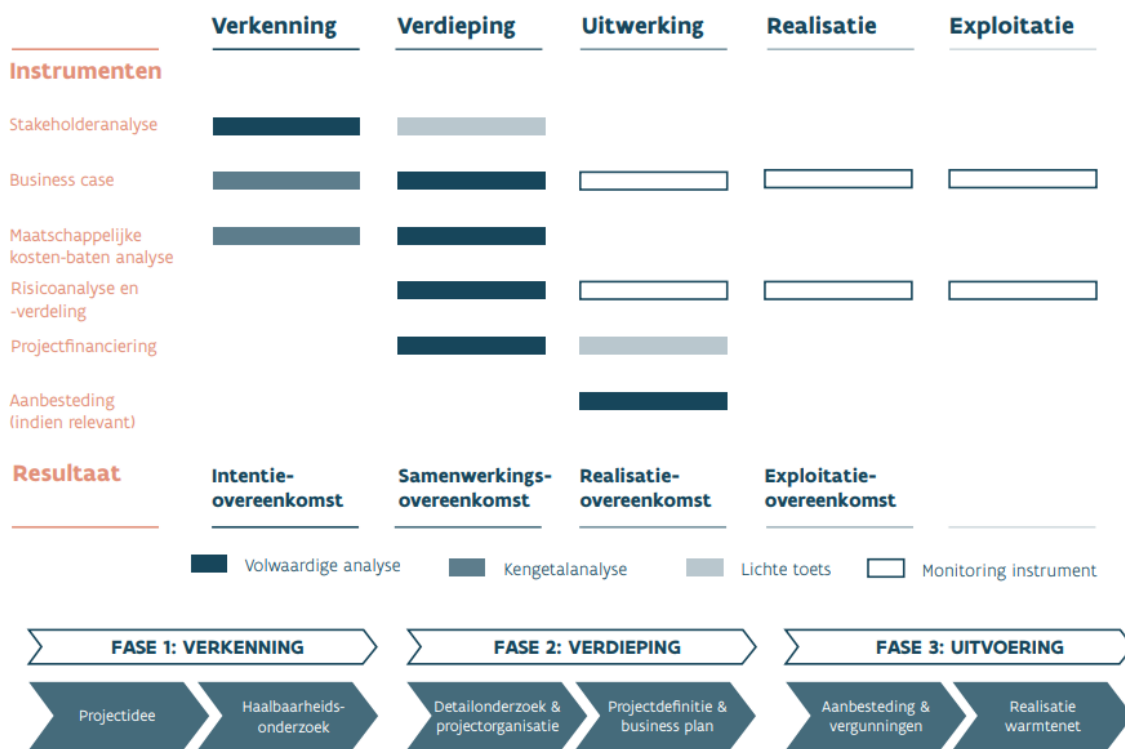 Verkenning Verdieping Uitwerking Realisatie Exploitatie
Instrumenten
Stakeholderanalyse
Business case
Maatschappelijke
kosten-baten analyse
Risicoanalyse en
-verdeling
Projectfinanciering
Aanbesteding
(indien relevant)
Resultaat
Intentie-
overeenkomst
Samenwerkings-
overeenkomst
Realisatie-
overeenkomst
Exploitatie-
overeenkomst
Volwaardige analyse
Kengetalanalyse
Lichte toets
Monitoring instrument
FASE 1: VERKENNING
FASE 2: VERDIEPING
FASE 3: UITVOERING
Projectidee
Haalbaarheids-
onderzoek
Detailonderzoek &
projectorganisatie
Projectdefinitie &
business plan
Aanbesteding &
vergunningen
Realisatie
warmtenet